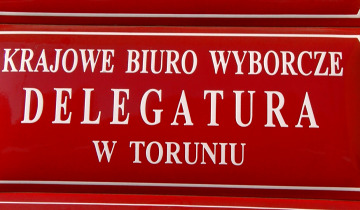 KRAJOWE BIURO WYBORCZE
DELEGATURA
W TORUNIU